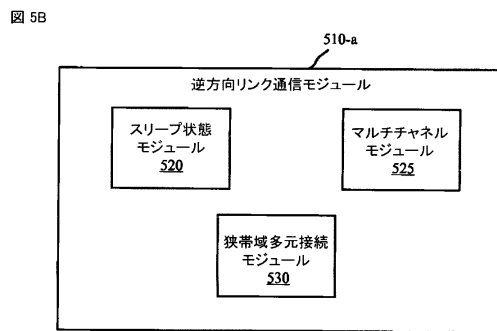 図 5B
510-a
逆方向リンク通信モジュール
スリープ状態
モジュール
520
マルチチャネル
モジュール
525
狭帯域多元接続
モジュール
530